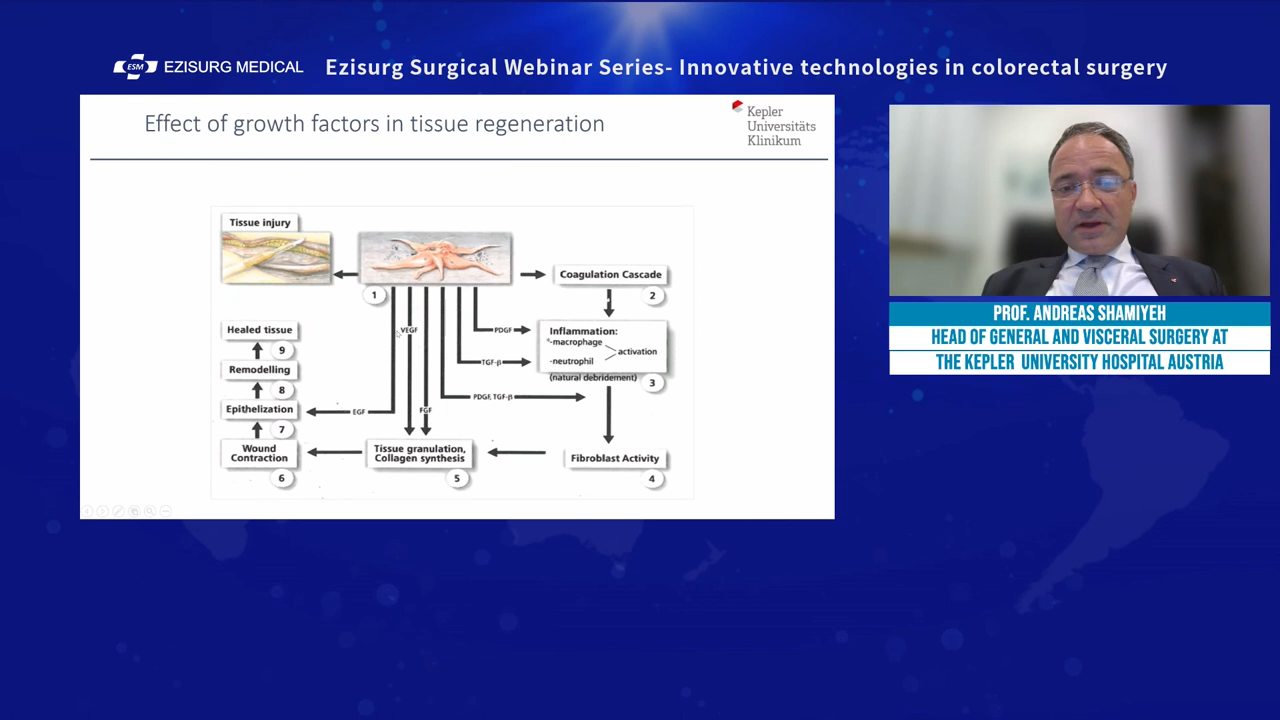 ESM
EZISURG MEDICAL
Ezisurg Surgical Webinar Series- Innovative technologies in colorectal surgery
Effect of growth factors in tissue regeneration
Kepler
Universitäts
Klinikum
Tissue injury
1
Coagulation Cascade
2
Healed tissue
9
VEGF
PDGF
Inflammation:
-macrophage
activation
-neutrophil
(natural debridement)
3
TGF-β
Remodelling
8
PDGF, TGF-β
Epithelization
7
EGF
FGF
Wound
Contraction
6
Tissue granulation,
Collagen synthesis
5
Fibroblast Activity
4
PROF. ANDREAS SHAMIYEH
HEAD OF GENERAL AND VISCERAL SURGERY AT
THE KEPLER UNIVERSITY HOSPITAL AUSTRIA